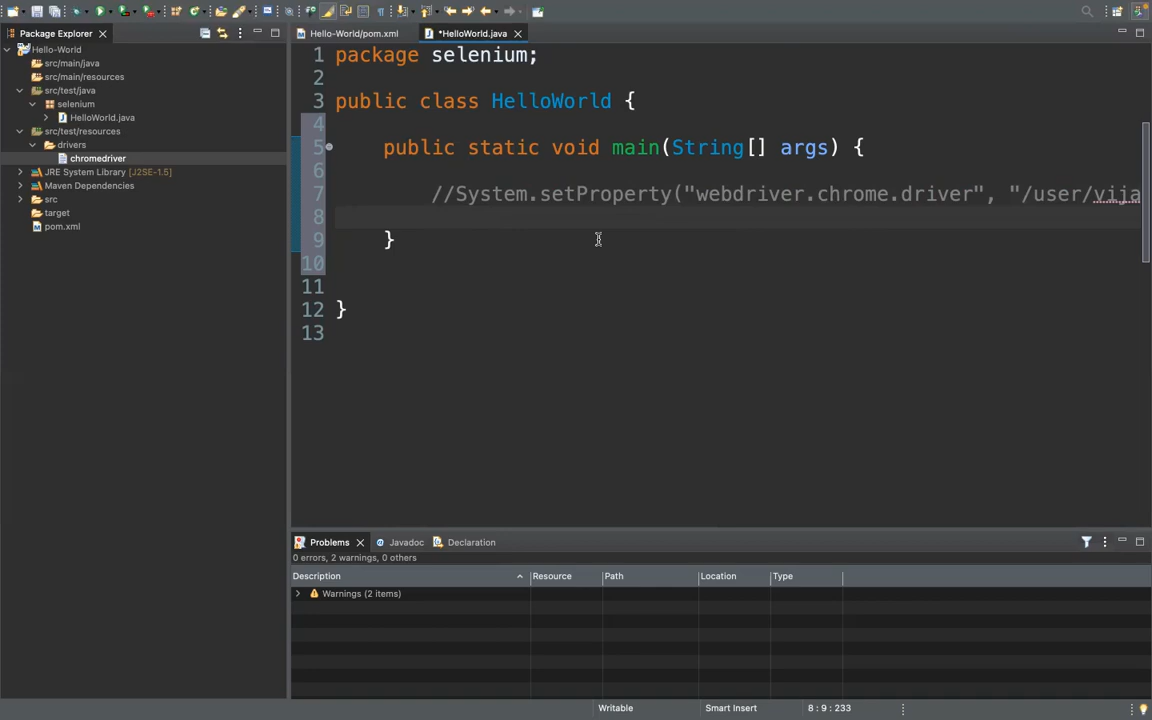 Package Explorer
Hello-World/pom.xml
*HelloWorld.java
Hello-World
src/main/java
src/main/resources
src/test/java
selenium
HelloWorld.java
src/test/resources
drivers
chromedriver
JRE System Library [J2SE-1.5]
Maven Dependencies
src
target
pom.xml
1 package selenium;
2
3 public class HelloWorld {
4
5 public static void main(String[] args) {
6
7 //System.setProperty("webdriver.chrome.driver", "/user/vija
8
9 }
10
11
12 }
13
Problems Javadoc Declaration
0 errors, 2 warnings, 0 others
Description Resource Path Location Type
Warnings (2 items)
Writable Smart Insert 8 : 9 : 233